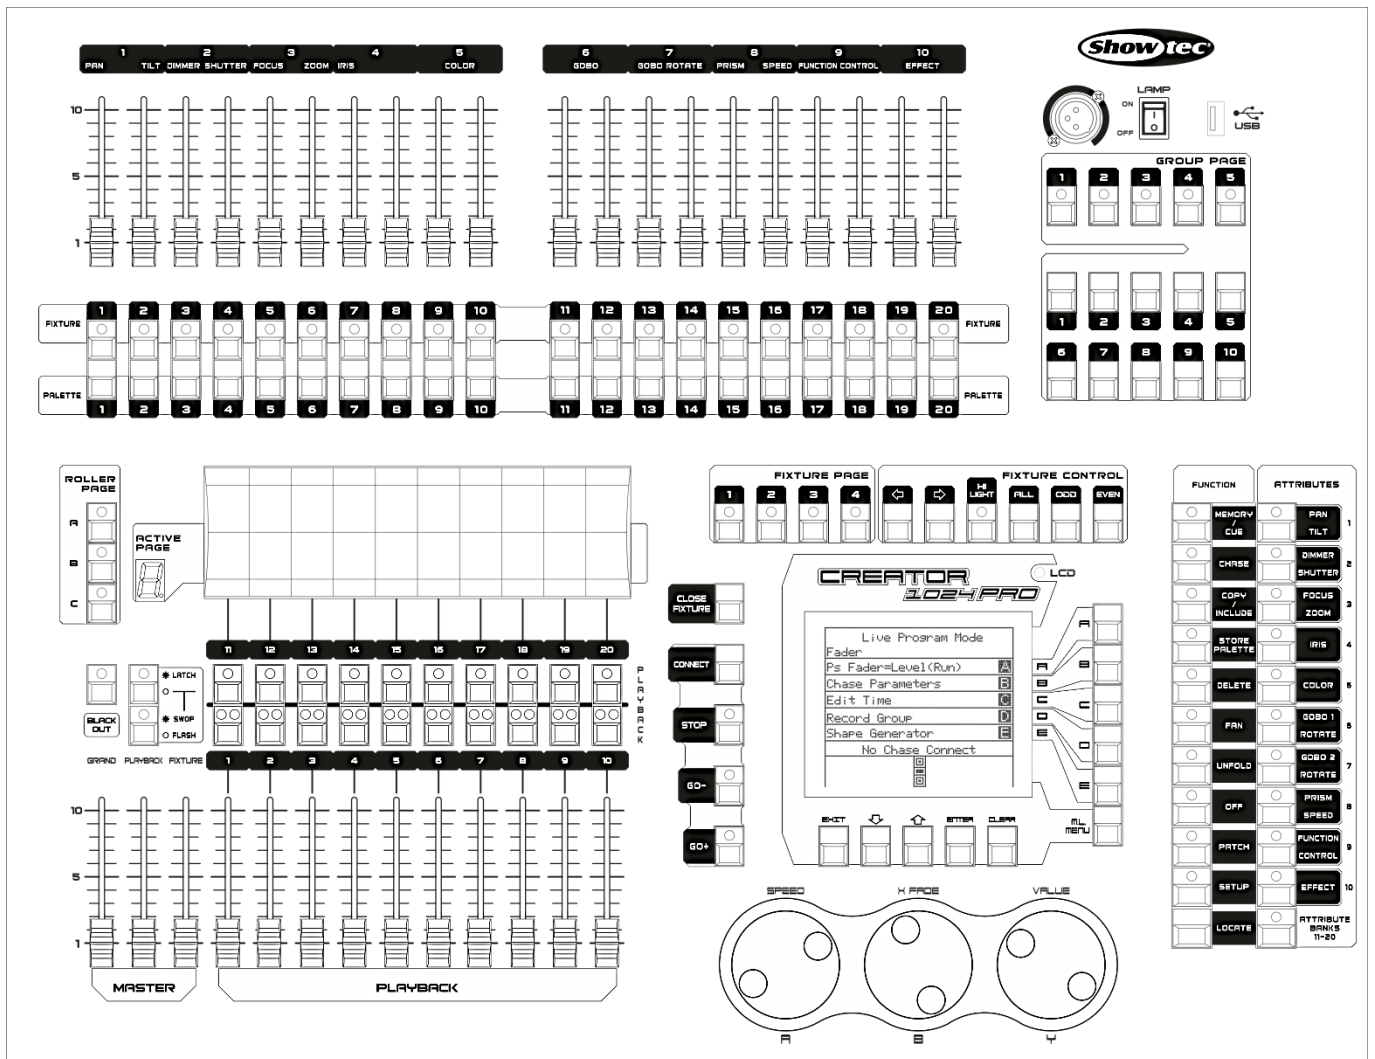 1 2 3 4 5
PAN TILT DIMMER SHUTTER FOCUS ZOOM IRIS COLOR
6 7 8 9 10
GOBO GOBO ROTATE PRISM SPEED FUNCTION CONTROL EFFECT
Showtec
LAMP
ON
OFF
USB
10
5
1
GROUP PAGE
1 2 3 4 5
1 2 3 4 5
6 7 8 9 10
FIXTURE 1 2 3 4 5 6 7 8 9 10 11 12 13 14 15 16 17 18 19 20 FIXTURE
PALETTE 1 2 3 4 5 6 7 8 9 10 11 12 13 14 15 16 17 18 19 20 PALETTE
ROLLER
PAGE
A
B
C
ACTIVE
PAGE
8.
11 12 13 14 15 16 17 18 19 20
PLAYBACK
LATCH
SWOP
FLASH
BLACK
OUT
GRAND PLAYBACK FIXTURE
1 2 3 4 5 6 7 8 9 10
10
5
1
MASTER
PLAYBACK
FIXTURE PAGE
1 2 3 4
FIXTURE CONTROL
HI
LIGHT
ALL ODD EVEN
CLOSE
FIXTURE
CONNECT
STOP
GO-
GO+
CREATOR
1024 PRO
LCD
Live Program Mode
Fader
Ps Fader=Level(Run) A
Chase Parameters B
Edit Time C
Record Group D
Shape Generator E
No Chase Connect
A
B
C
D
E
A
B
C
D
E
M.L.
MENU
EXIT ENTER CLEAR
SPEED X FADE VALUE
A B Y
FUNCTION
MEMORY
/
CUE
CHASE
COPY
/
INCLUDE
STORE
PALETTE
DELETE
FAN
UNFOLD
OFF
PATCH
SETUP
LOCATE
ATTRIBUTES
PAN
TILT 1
DIMMER
SHUTTER 2
FOCUS
ZOOM 3
IRIS 4
COLOR 5
GOBO 1
ROTATE 6
GOBO 2
ROTATE 7
PRISM
SPEED 8
FUNCTION
CONTROL 9
EFFECT 10
ATTRIBUTE
BANKS
11-20